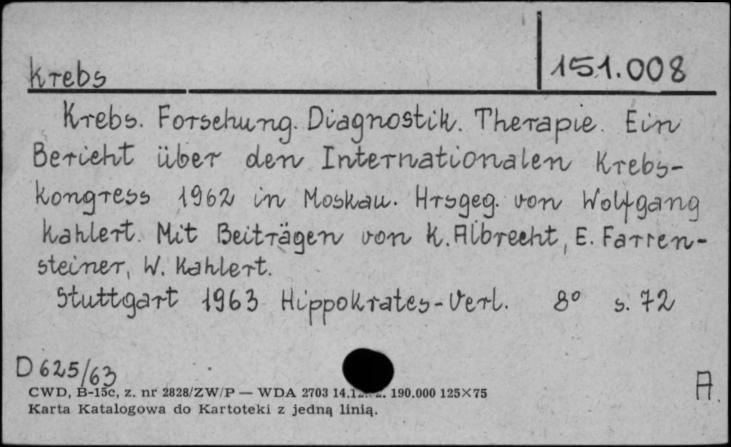 Krebs
151.008
Krebs. Forschung. Diagnostik. Therapie. Ein
Bericht über den Internationalen Krebs-
kongress 1962 in Moskau. Hrsgeg. von Wolfgang
Kahlert. Mit Beiträgen von K. Albrecht, E. Farren-
steiner, W. Kahlert.
Stuttgart 1963 Hippokrates-Verl. 8° s. 72
D 625/63
A
CWD, B-15c, z. nr 2828/ZW/P — WDA 2703 14.12. 190.000 125×75
Karta Katalogowa do Kartoteki z jedną linią.